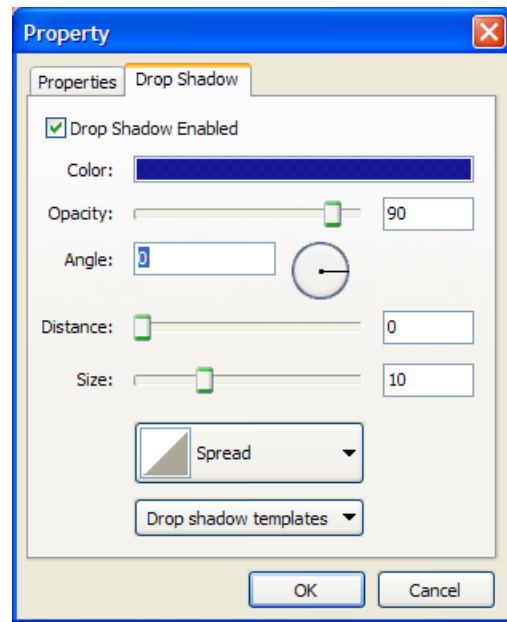 Property
Properties Drop Shadow
Drop Shadow Enabled
Color:
Opacity: 90
Angle: 0
Distance: 0
Size: 10
Spread
Drop shadow templates
OK Cancel